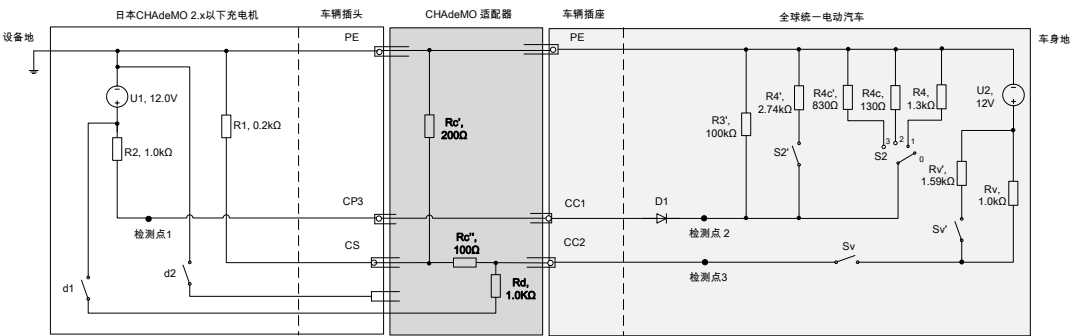 日本CHAdeMO 2.x以下充电机
车辆插头
CHAdeMO 适配器
车辆插座
全球统一电动汽车
设备地
PE
PE
车身地
U1, 12.0V
R1, 0.2kΩ
R2, 1.0kΩ
Rc',
200Ω
R3',
100kΩ
R4',
2.74kΩ
R4c',
830Ω
R4c,
130Ω
R4,
1.3kΩ
U2,
12V
S2'
S2
3
2
1
0
Rv',
1.59kΩ
Rv,
1.0kΩ
Sv'
CP3
CC1
D1
检测点1
检测点 2
CS
Rc'',
100Ω
CC2
Sv
检测点3
d1
d2
Rd,
1.0KΩ